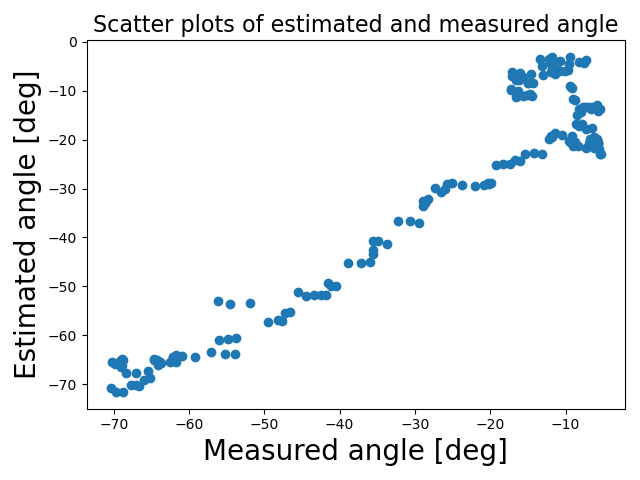 Scatter plots of estimated and measured angle
Estimated angle [deg]
0
−10
−20
−30
−40
−50
−60
−70
−70 −60 −50 −40 −30 −20 −10
Measured angle [deg]